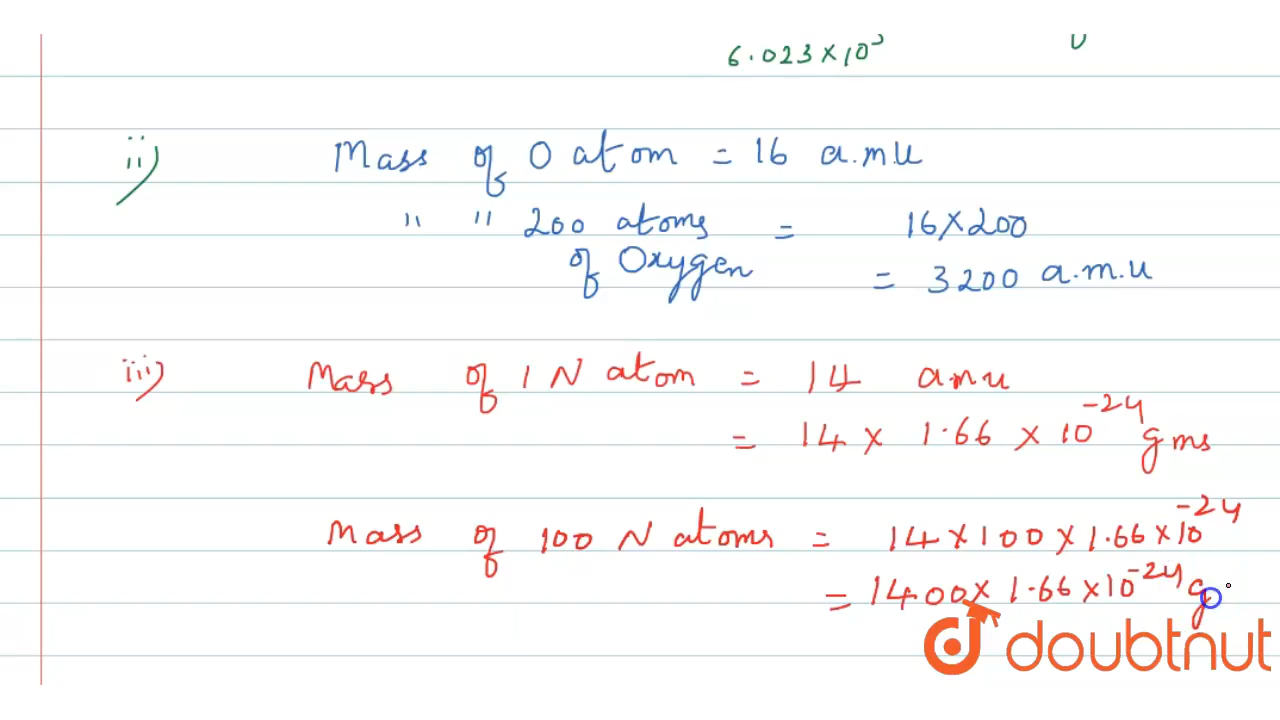 6.023×10
ii) Mass of O atom = 16 a.m.u
" " 200 atoms = 16×200
of Oxygen = 3200 a.m.u
iii) Mass of 1 N atom = 14 amu
= 14 × 1.66 × 10⁻²⁴ gms
Mass of 100 N atoms = 14×100×1.66×10⁻²⁴
= 1400× 1.66×10⁻²⁴ g
doubtnut